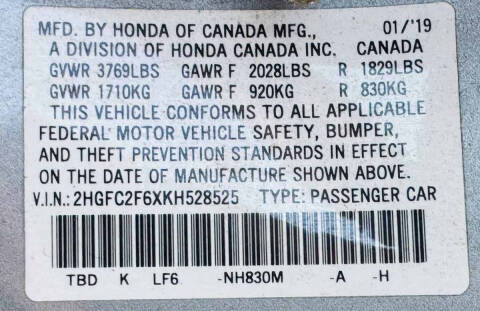 MFD. BY HONDA OF CANADA MFG., 01/'19
A DIVISION OF HONDA CANADA INC. CANADA
GVWR 3769LBS GAWR F 2028LBS R 1829LBS
GVWR 1710KG GAWR F 920KG R 830KG
THIS VEHICLE CONFORMS TO ALL APPLICABLE
FEDERAL MOTOR VEHICLE SAFETY, BUMPER,
AND THEFT PREVENTION STANDARDS IN EFFECT
ON THE DATE OF MANUFACTURE SHOWN ABOVE.
V.I.N.: 2HGFC2F6XKH528525 TYPE: PASSENGER CAR
TBD K LF6 -NH830M -A -H